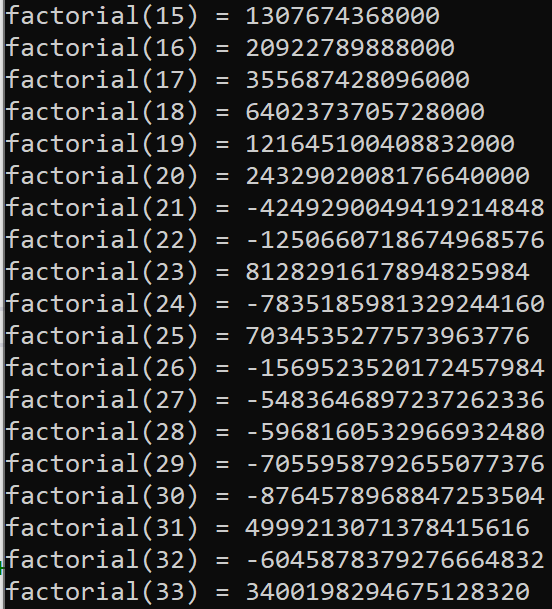 factorial(15) = 1307674368000
factorial(16) = 20922789888000
factorial(17) = 355687428096000
factorial(18) = 6402373705728000
factorial(19) = 121645100408832000
factorial(20) = 2432902008176640000
factorial(21) = -4249290049419214848
factorial(22) = -1250660718674968576
factorial(23) = 8128291617894825984
factorial(24) = -7835185981329244160
factorial(25) = 7034535277573963776
factorial(26) = -1569523520172457984
factorial(27) = -5483646897237262336
factorial(28) = -5968160532966932480
factorial(29) = -7055958792655077376
factorial(30) = -8764578968847253504
factorial(31) = 4999213071378415616
factorial(32) = -6045878379276664832
factorial(33) = 3400198294675128320